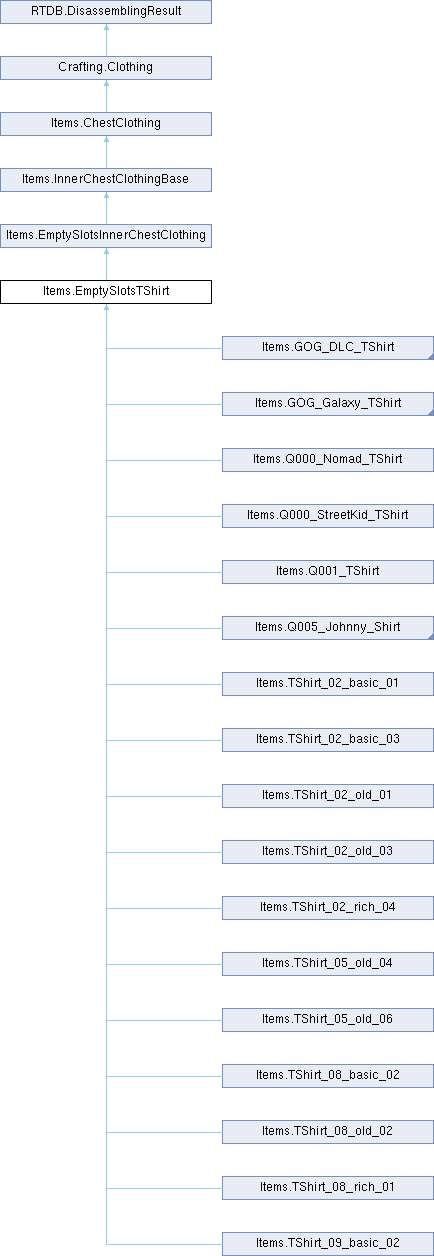 RTDB.DisassemblingResult
Crafting.Clothing
Items.ChestClothing
Items.InnerChestClothingBase
Items.EmptySlotsInnerChestClothing
Items.EmptySlotsTShirt
Items.GOG_DLC_TShirt
Items.GOG_Galaxy_TShirt
Items.Q000_Nomad_TShirt
Items.Q000_StreetKid_TShirt
Items.Q001_TShirt
Items.Q005_Johnny_Shirt
Items.TShirt_02_basic_01
Items.TShirt_02_basic_03
Items.TShirt_02_old_01
Items.TShirt_02_old_03
Items.TShirt_02_rich_04
Items.TShirt_05_old_04
Items.TShirt_05_old_06
Items.TShirt_08_basic_02
Items.TShirt_08_old_02
Items.TShirt_08_rich_01
Items.TShirt_09_basic_02